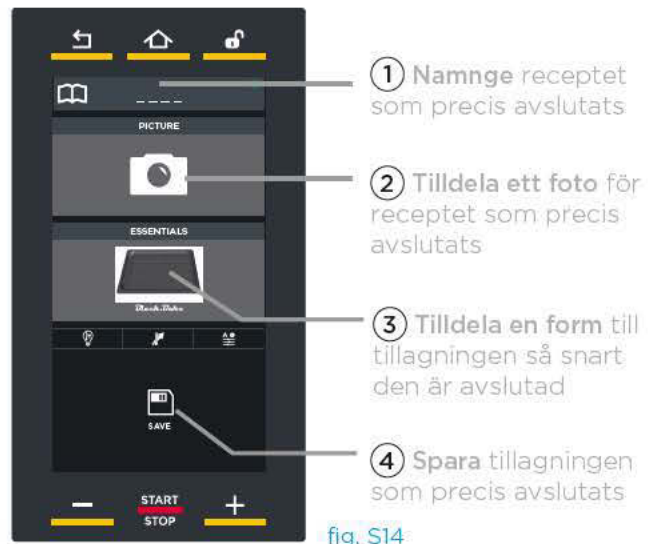 _ _ _ _
PICTURE
ESSENTIALS
Black.Bake
SAVE
START
STOP
1 Namnge receptet
som precis avslutats
2 Tilldela ett foto för
receptet som precis
avslutats
3 Tilldela en form till
tillagningen så snart
den är avslutad
4 Spara tillagningen
som precis avslutats
fig. S14